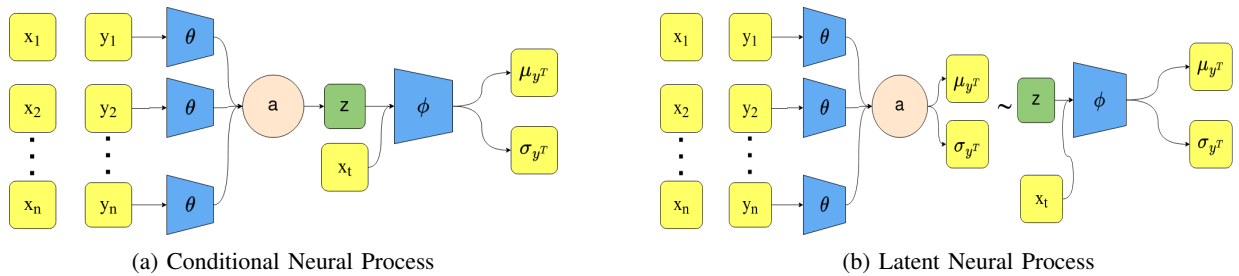 x1 y1 θ
x2 y2 θ
xn yn θ
a
z
xt
ϕ
μyT
σyT
(a) Conditional Neural Process
x1 y1 θ
x2 y2 θ
xn yn θ
a
μyT
σyT
~
z
xt
ϕ
μyT
σyT
(b) Latent Neural Process